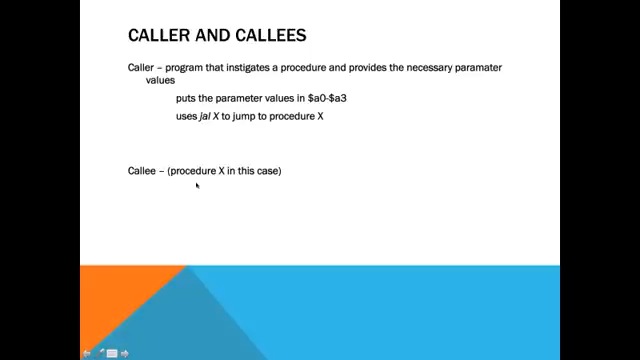 CALLER AND CALLEES
Caller – program that instigates a procedure and provides the necessary paramater
values
puts the parameter values in $a0-$a3
uses jal X to jump to procedure X
Callee – (procedure X in this case)